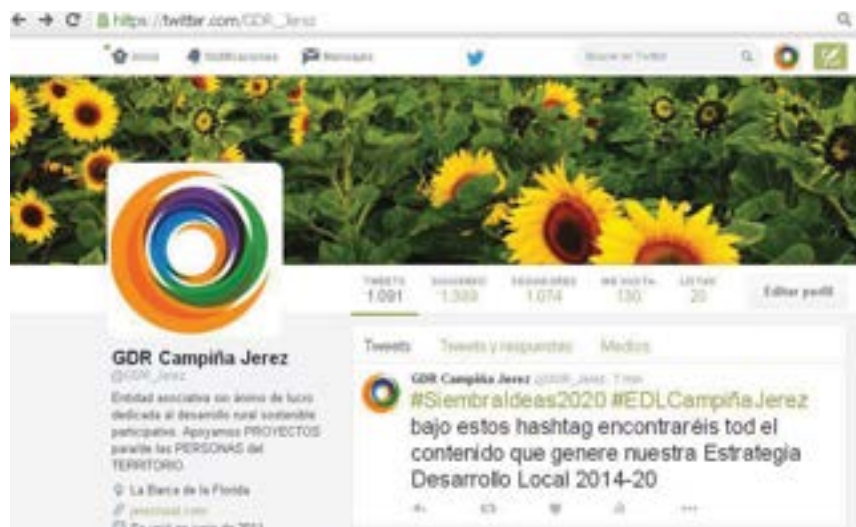 https://twitter.com/GDR_Jerez
Inicio Notificaciones Mensajes Buscar en Twitter
TWEETS SIGUIENDO SEGUIDORES ME GUSTA LISTAS
1.091 1.074 130 20 Editar perfil
Tweets Tweets y respuestas Medios
GDR Campiña Jerez
@GDR_Jerez
Entidad asociativa sin ánimo de lucro
dedicada al desarrollo rural sostenible
participativo. Apoyamos PROYECTOS
para/de las PERSONAS del
TERRITORIO.
La Barca de la Florida
GDR Campiña Jerez @GDR_Jerez
#SiembraIdeas2020 #EDLCampiñaJerez
bajo estos hashtag encontraréis tod el
contenido que genere nuestra Estrategia
Desarrollo Local 2014-20